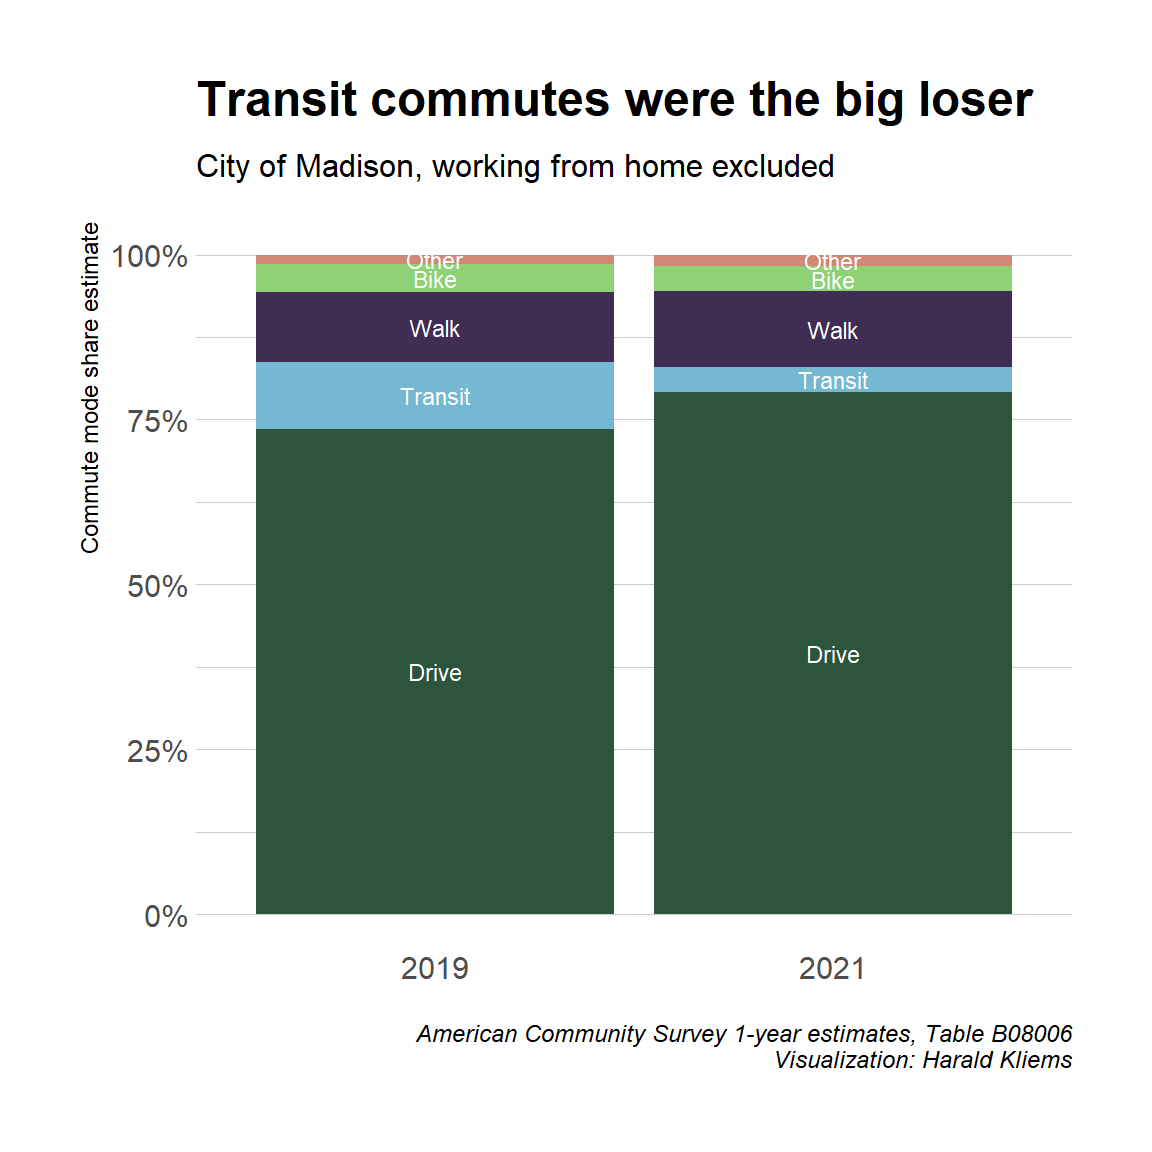 Transit commutes were the big loser
City of Madison, working from home excluded
Commute mode share estimate
100%
75%
50%
25%
0%
Other
Bike
Walk
Transit
Drive
Other
Bike
Walk
Transit
Drive
2019
2021
American Community Survey 1-year estimates, Table B08006
Visualization: Harald Kliems